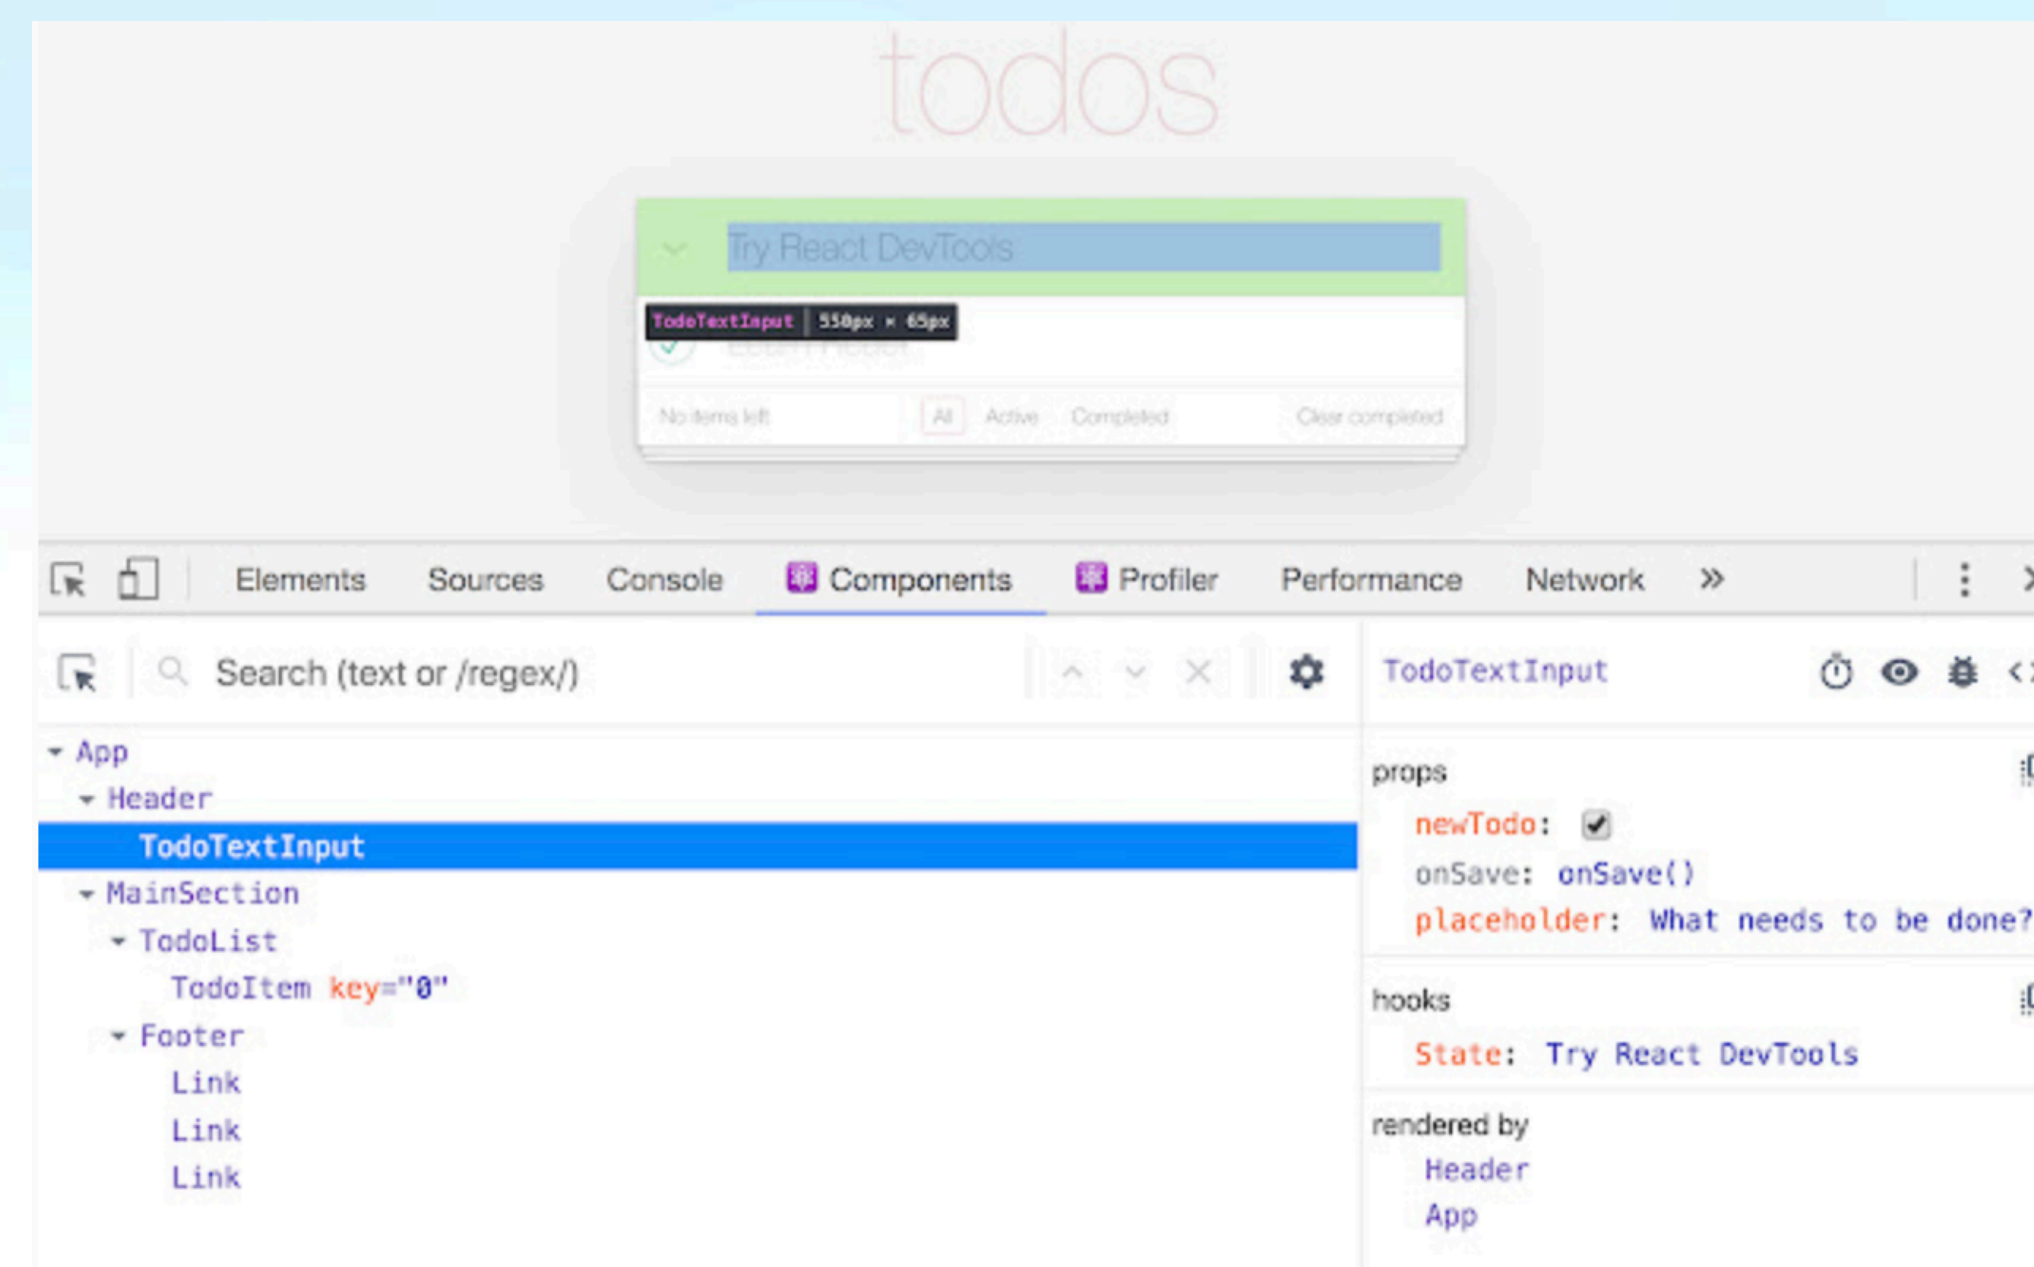 todos
Try React DevTools
TodoTextInput 550px × 65px
No items left All Active Completed Clear completed
Elements Sources Console Components Profiler Performance Network
Search (text or /regex/)
TodoTextInput
App
Header
TodoTextInput
MainSection
TodoList
TodoItem key="0"
Footer
Link
Link
Link
props
newTodo:
onSave: onSave()
placeholder: What needs to be done?
hooks
State: Try React DevTools
rendered by
Header
App